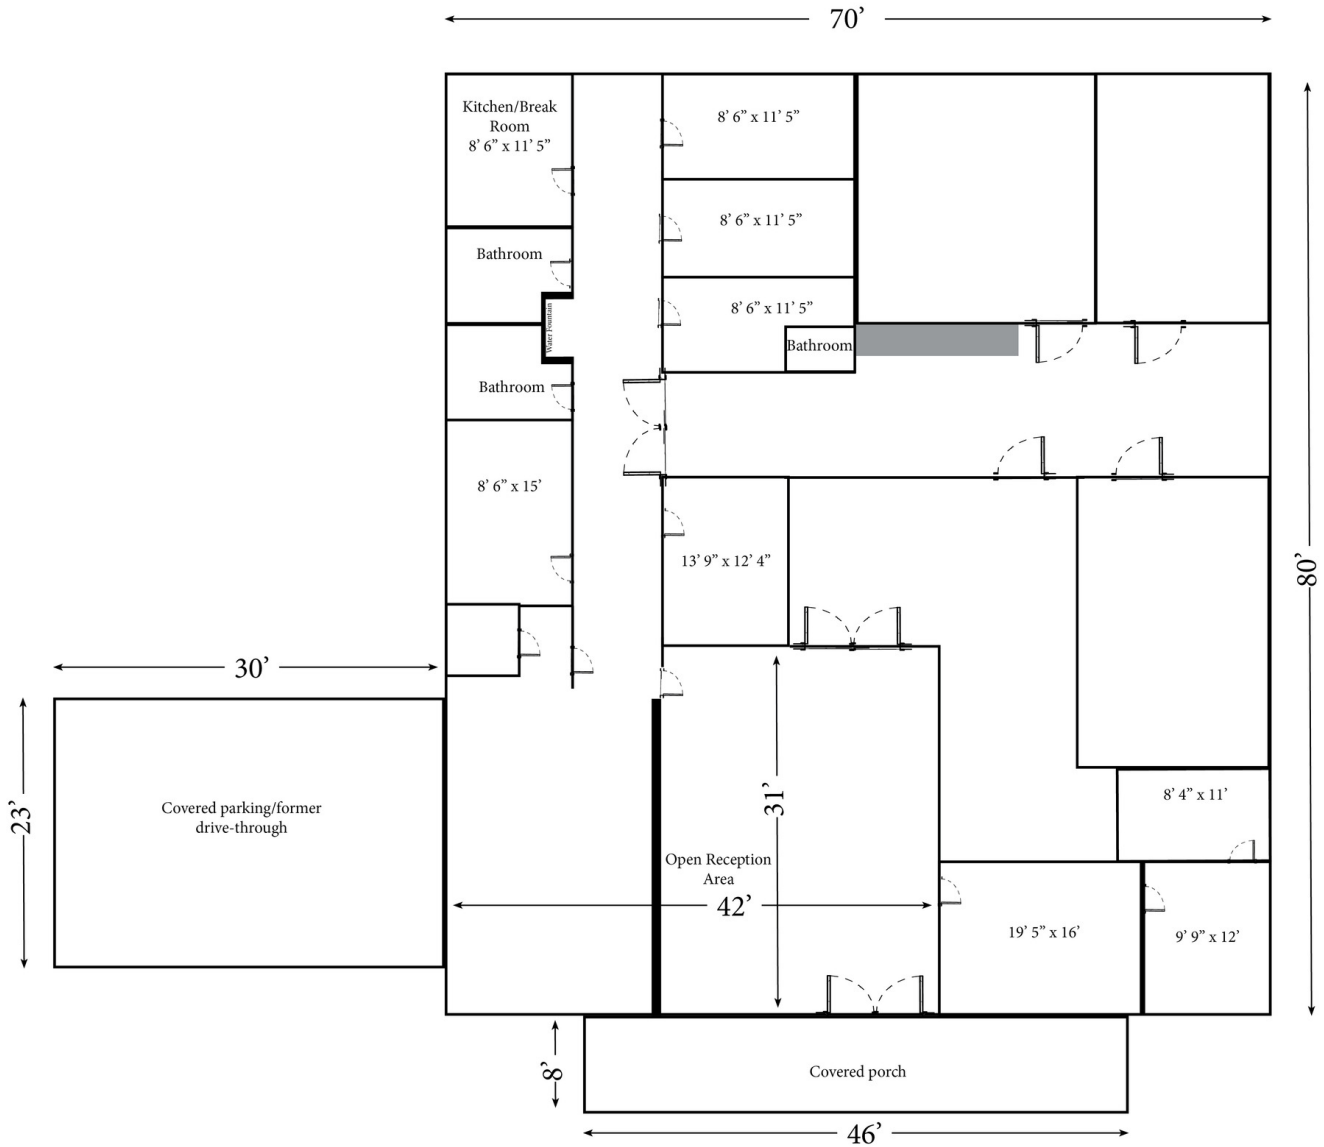 70’
Kitchen/Break
Room
8’ 6” x 11’ 5”
8’ 6” x 11’ 5”
8’ 6” x 11’ 5”
Bathroom
8’ 6” x 11’ 5”
Water Fountain
Bathroom
Bathroom
8’ 6” x 15’
13’ 9” x 12’ 4”
80’
30’
23’
Covered parking/former
drive-through
31’
8’ 4” x 11’
Open Reception
Area
42’
19’ 5” x 16’
9’ 9” x 12’
8’
Covered porch
46’